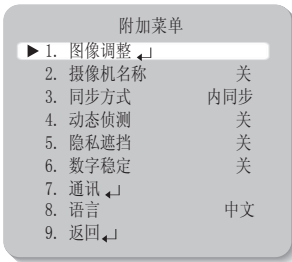 附加菜单
▶ 1. 图像调整 ↵
2. 摄像机名称 关
3. 同步方式 内同步
4. 动态侦测 关
5. 隐私遮挡 关
6. 数字稳定 关
7. 通讯 ↵
8. 语言 中文
9. 返回 ↵